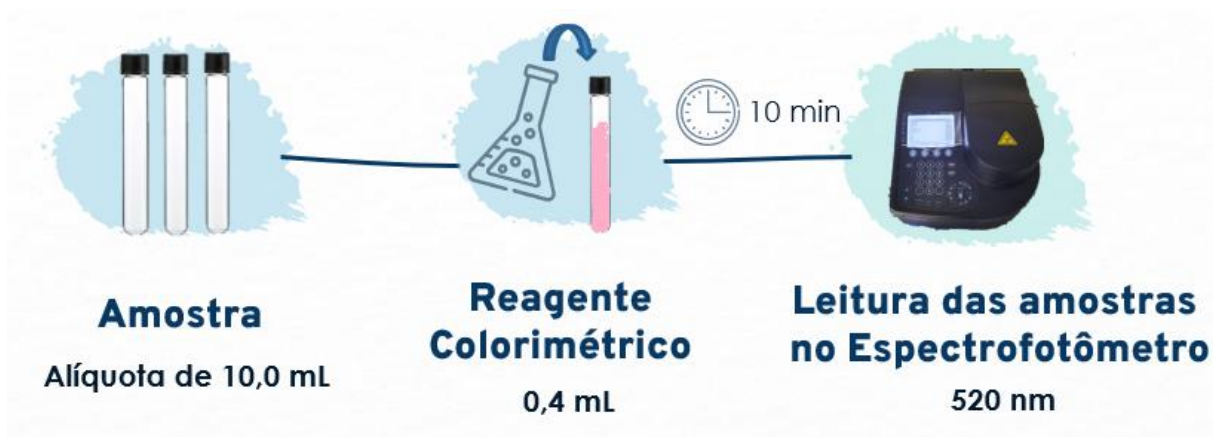 10 min
Amostra
Alíquota de 10,0 mL
Reagente
Colorimétrico
0,4 mL
Leitura das amostras
no Espectrofotômetro
520 nm